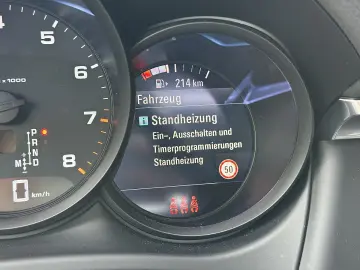 5
6
7
8
x1000
P
R
N
M D
0 km/h
214 km
Fahrzeug
i Standheizung
Ein-, Ausschalten und
Timerprogrammierungen
Standheizung
50